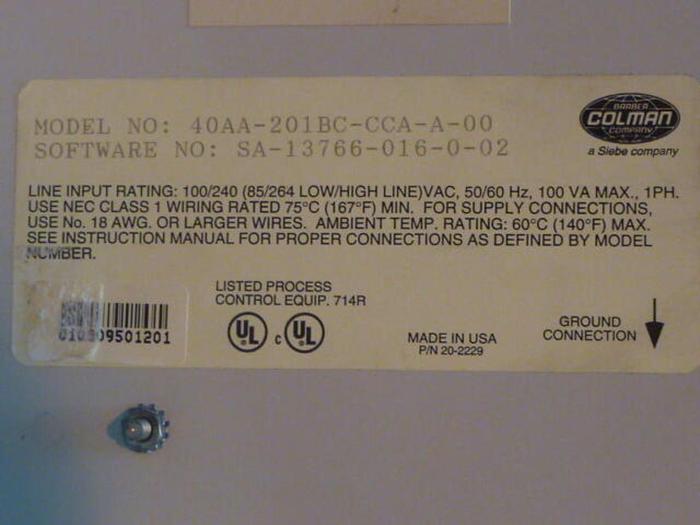 BARBER
COLMAN
COMPANY
a Siebe company
MODEL NO: 40AA-201BC-CCA-A-00
SOFTWARE NO: SA-13766-016-0-02
LINE INPUT RATING: 100/240 (85/264 LOW/HIGH LINE)VAC, 50/60 Hz, 100 VA MAX., 1PH.
USE NEC CLASS 1 WIRING RATED 75°C (167°F) MIN. FOR SUPPLY CONNECTIONS,
USE No. 18 AWG. OR LARGER WIRES. AMBIENT TEMP. RATING: 60°C (140°F) MAX.
SEE INSTRUCTION MANUAL FOR PROPER CONNECTIONS AS DEFINED BY MODEL
NUMBER.
LISTED PROCESS
CONTROL EQUIP. 714R
UL c UL
MADE IN USA
P/N 20-2229
GROUND
CONNECTION